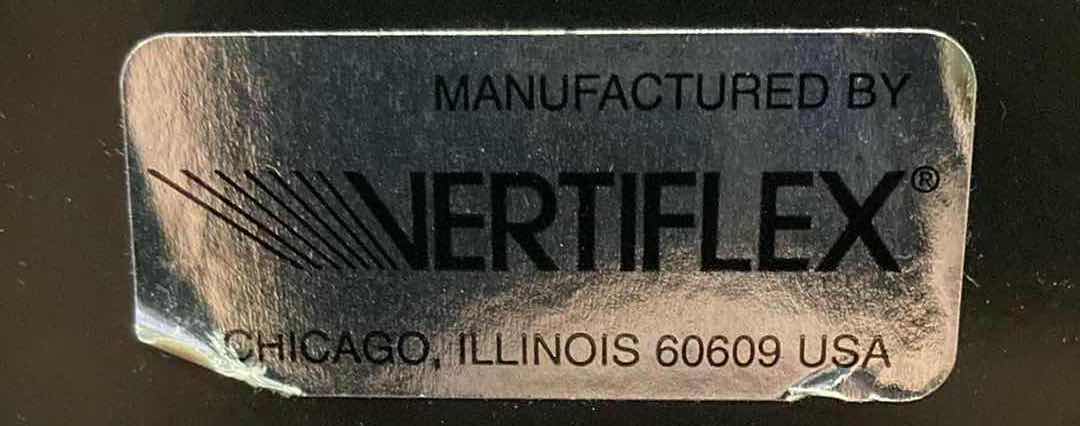 MANUFACTURED BY
VERTIFLEX®
CHICAGO, ILLINOIS 60609 USA